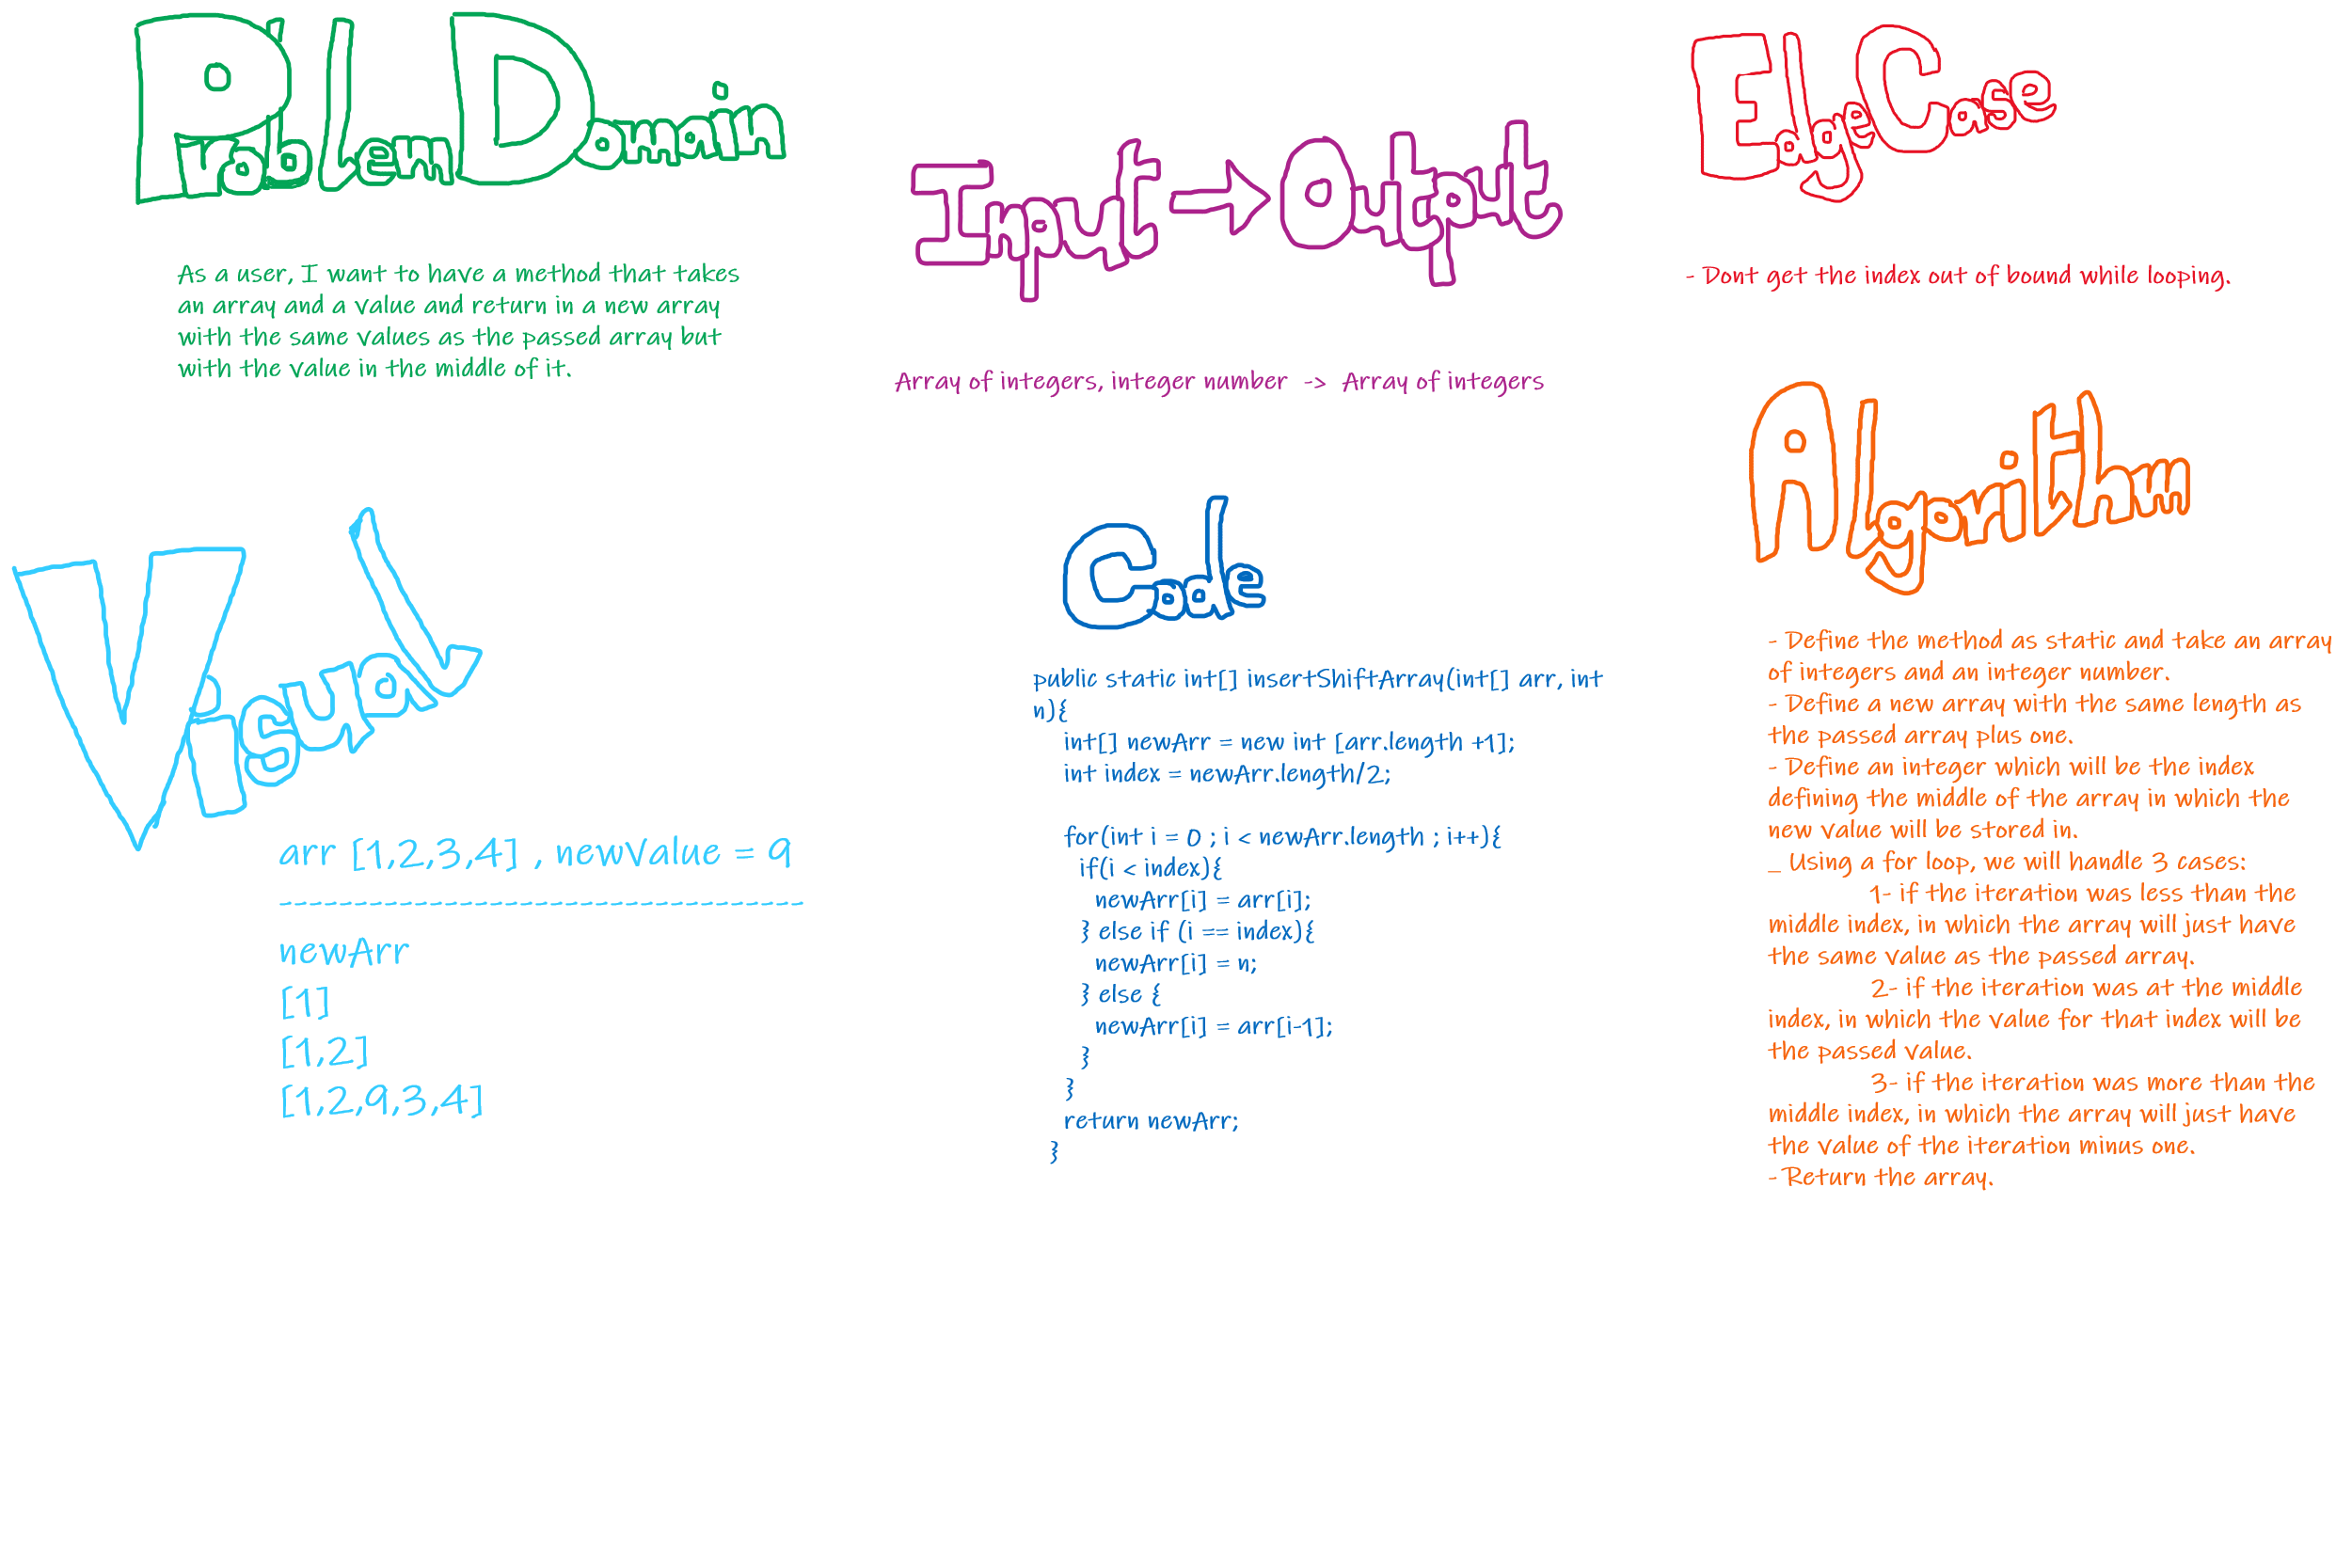 Problem Domain
As a user, I want to have a method that takes
an array and a value and return in a new array
with the same values as the passed array but
with the value in the middle of it.
Input → Output
Array of integers, integer number -> Array of integers
Edge Case
- Dont get the index out of bound while looping.
Visual
arr [1,2,3,4] , newValue = 9
-----------------------------------
newArr
[1]
[1,2]
[1,2,9,3,4]
Code
public static int[] insertShiftArray(int[] arr, int
n){
int[] newArr = new int [arr.length +1];
int index = newArr.length/2;
for(int i = 0 ; i < newArr.length ; i++){
if(i < index){
newArr[i] = arr[i];
} else if (i == index){
newArr[i] = n;
} else {
newArr[i] = arr[i-1];
}
}
return newArr;
}
Algorithm
- Define the method as static and take an array
of integers and an integer number.
- Define a new array with the same length as
the passed array plus one.
- Define an integer which will be the index
defining the middle of the array in which the
new value will be stored in.
_ Using a for loop, we will handle 3 cases:
1- if the iteration was less than the
middle index, in which the array will just have
the same value as the passed array.
2- if the iteration was at the middle
index, in which the value for that index will be
the passed value.
3- if the iteration was more than the
middle index, in which the array will just have
the value of the iteration minus one.
- Return the array.